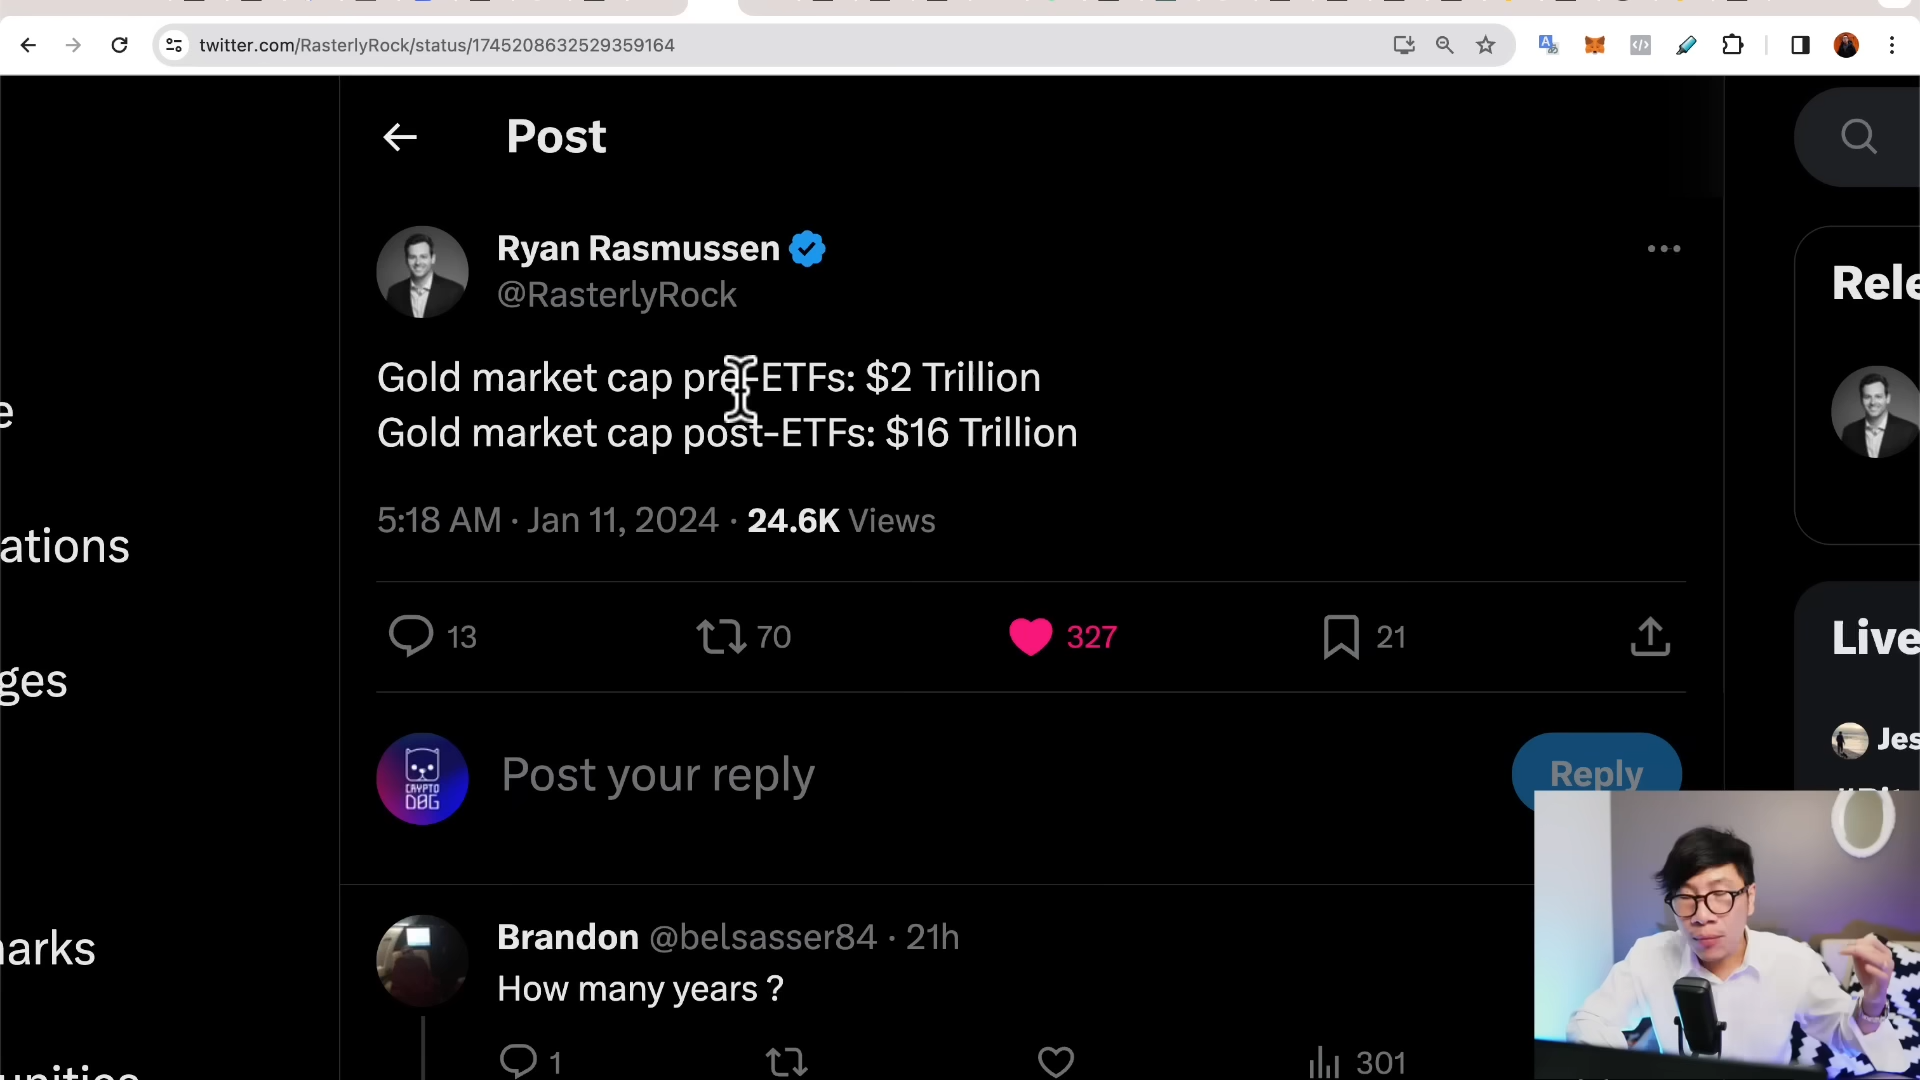 twitter.com/RasterlyRock/status/1745208632529359164
Post
Ryan Rasmussen
@RasterlyRock
Gold market cap pre-ETFs: $2 Trillion
Gold market cap post-ETFs: $16 Trillion
5:18 AM · Jan 11, 2024 · 24.6K Views
13 70 327 21
CRYPTO
DOG
Post your reply
Reply
Brandon @belsasser84 · 21h
How many years ?
1 301
e
ations
ges
arks
Rele
Live
Jes